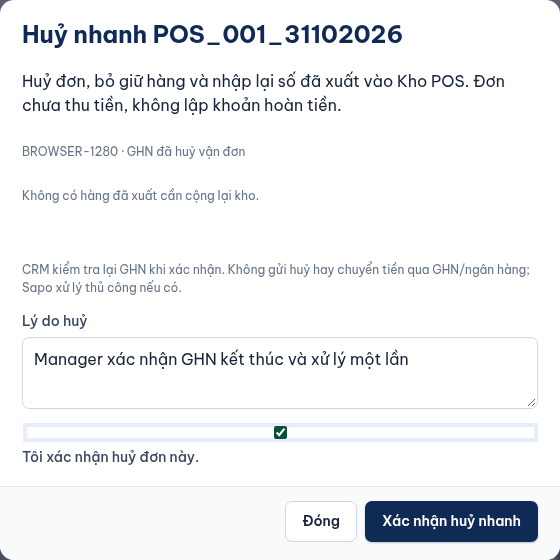 Huỷ nhanh POS_001_31102026
Huỷ đơn, bỏ giữ hàng và nhập lại số đã xuất vào Kho POS. Đơn
chưa thu tiền, không lập khoản hoàn tiền.
BROWSER-1280 · GHN đã huỷ vận đơn
Không có hàng đã xuất cần cộng lại kho.
CRM kiểm tra lại GHN khi xác nhận. Không gửi huỷ hay chuyển tiền qua GHN/ngân hàng;
Sapo xử lý thủ công nếu có.
Lý do huỷ
Manager xác nhận GHN kết thúc và xử lý một lần
Tôi xác nhận huỷ đơn này.
Đóng
Xác nhận huỷ nhanh